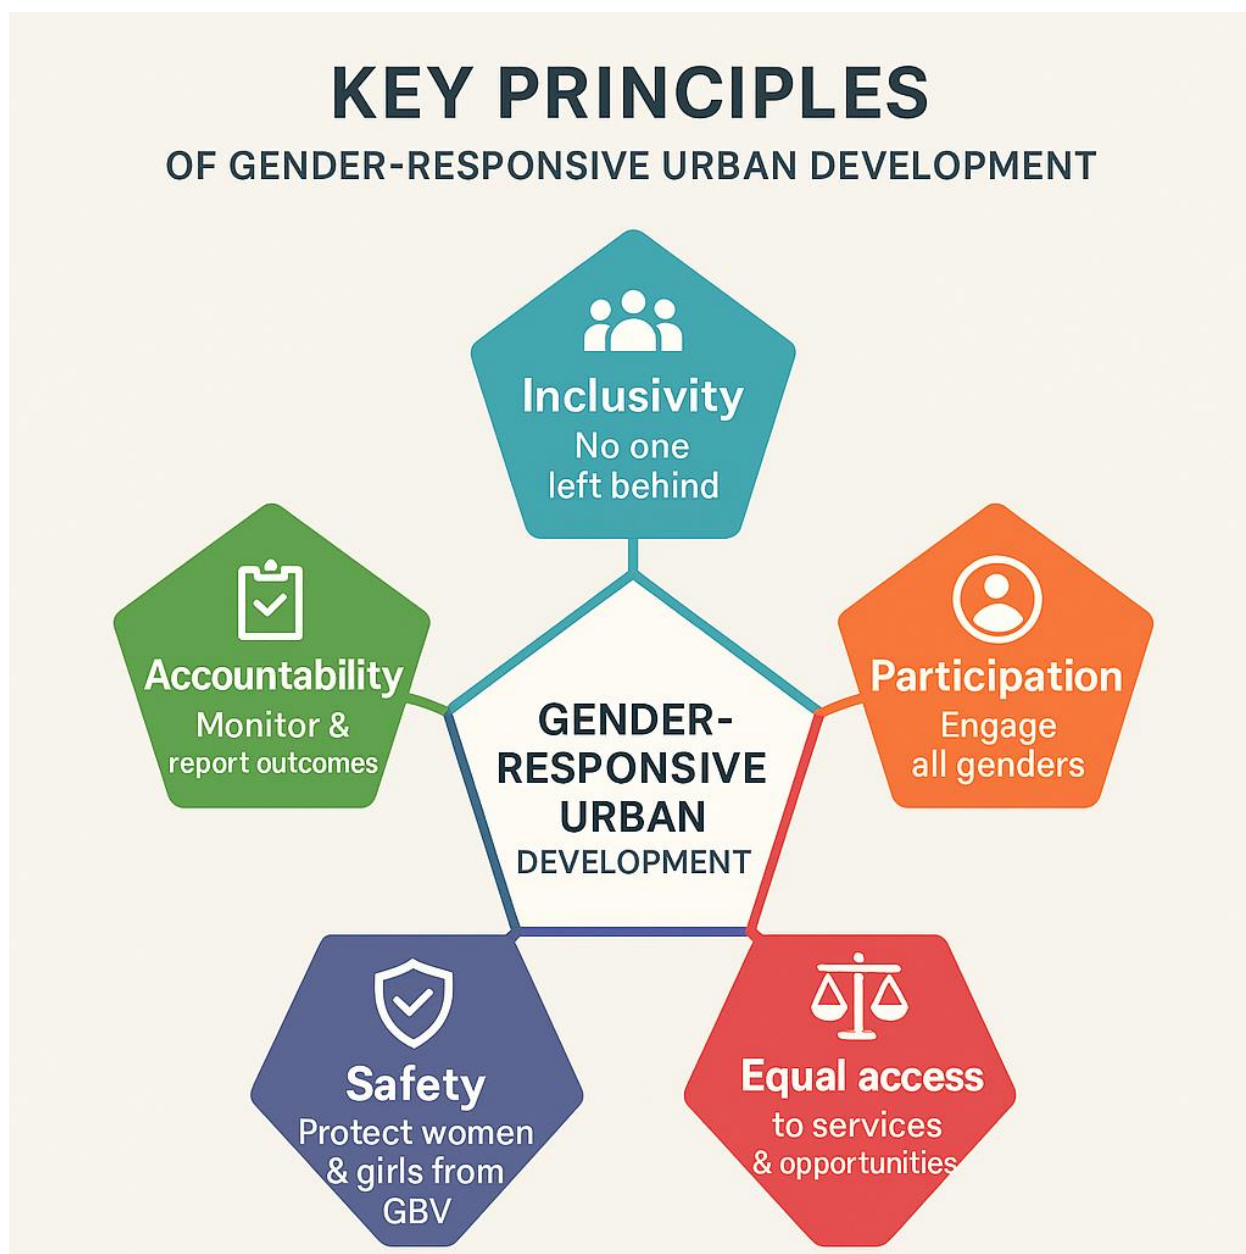 KEY PRINCIPLES
OF GENDER-RESPONSIVE URBAN DEVELOPMENT
Inclusivity
No one
left behind
Accountability
Monitor &
report outcomes
Participation
Engage
all genders
GENDER-
RESPONSIVE
URBAN
DEVELOPMENT
Safety
Protect women
& girls from
GBV
Equal access
to services
& opportunities